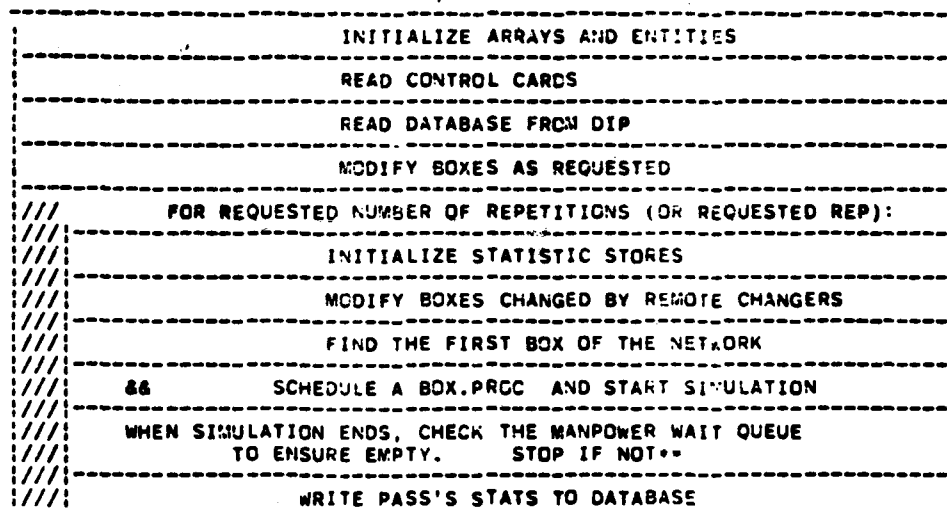 INITIALIZE ARRAYS AND ENTITIES
READ CONTROL CARDS
READ DATABASE FROM DIP
MODIFY BOXES AS REQUESTED
/// FOR REQUESTED NUMBER OF REPETITIONS (OR REQUESTED REP):
///
/// INITIALIZE STATISTIC STORES
///
/// MODIFY BOXES CHANGED BY REMOTE CHANGERS
///
/// FIND THE FIRST BOX OF THE NETWORK
///
/// && SCHEDULE A BOX.PROC AND START SIMULATION
///
/// WHEN SIMULATION ENDS, CHECK THE MANPOWER WAIT QUEUE
/// TO ENSURE EMPTY. STOP IF NOT**
///
/// WRITE PASS'S STATS TO DATABASE